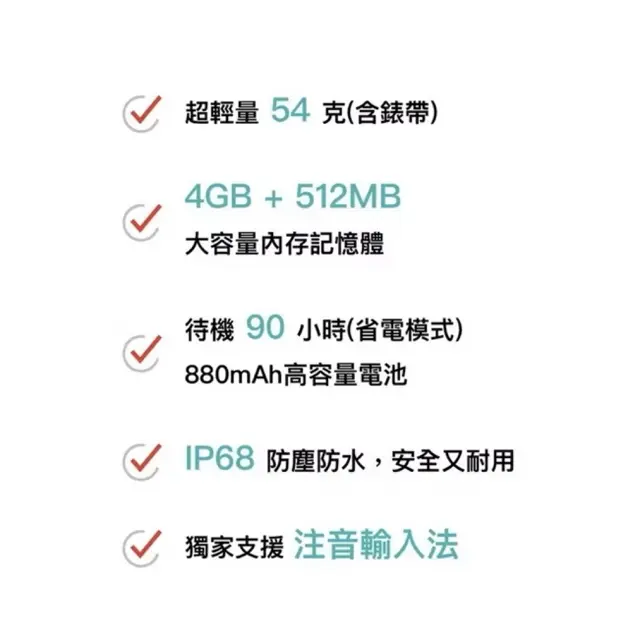 超輕量 54 克(含錶帶)
4GB + 512MB
大容量內存記憶體
待機 90 小時(省電模式)
880mAh高容量電池
IP68 防塵防水，安全又耐用
獨家支援 注音輸入法